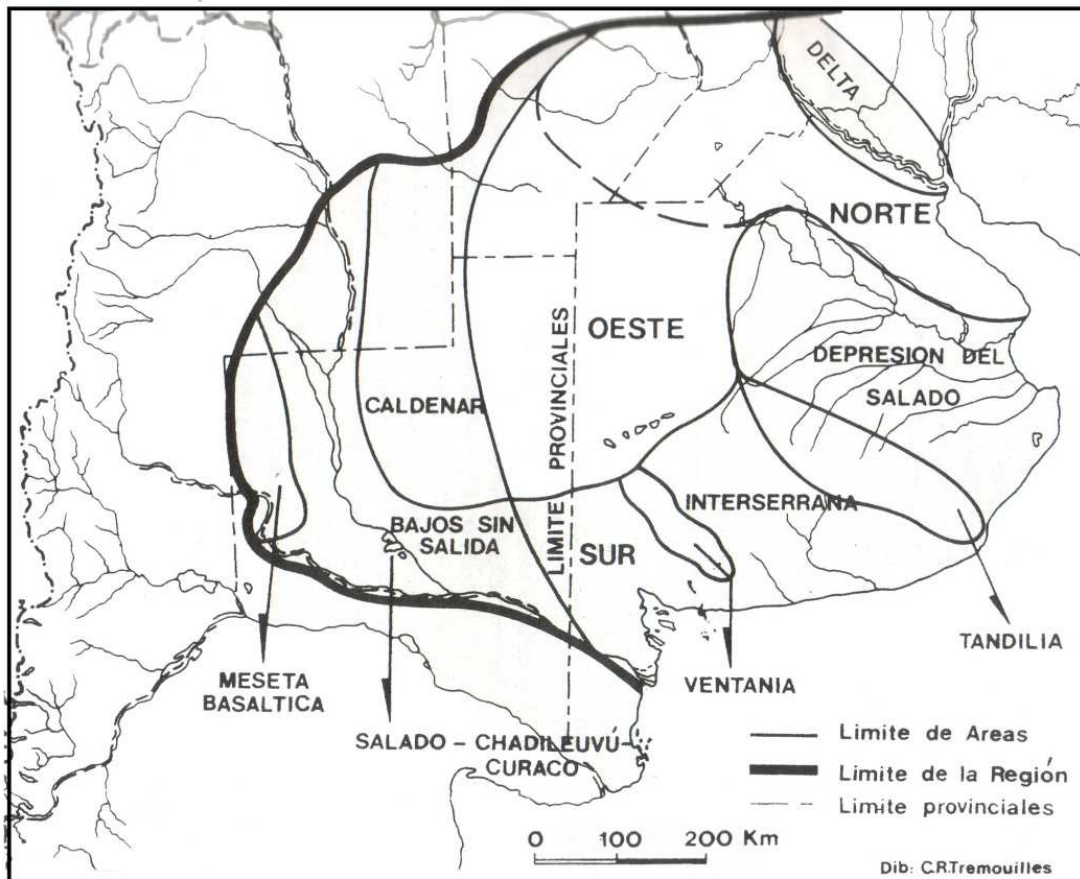 DELTA
NORTE
OESTE
DEPRESION DEL
SALADO
CALDENAR
LIMITE PROVINCIALES
INTERSERRANA
BAJOS SIN
SALIDA
SUR
TANDILIA
MESETA
BASALTICA
VENTANIA
SALADO - CHADILEUVÚ-
CURACO
Limite de Areas
Limite de la Región
Limite provinciales
0 100 200 Km
Dib: C.R.Tremouilles